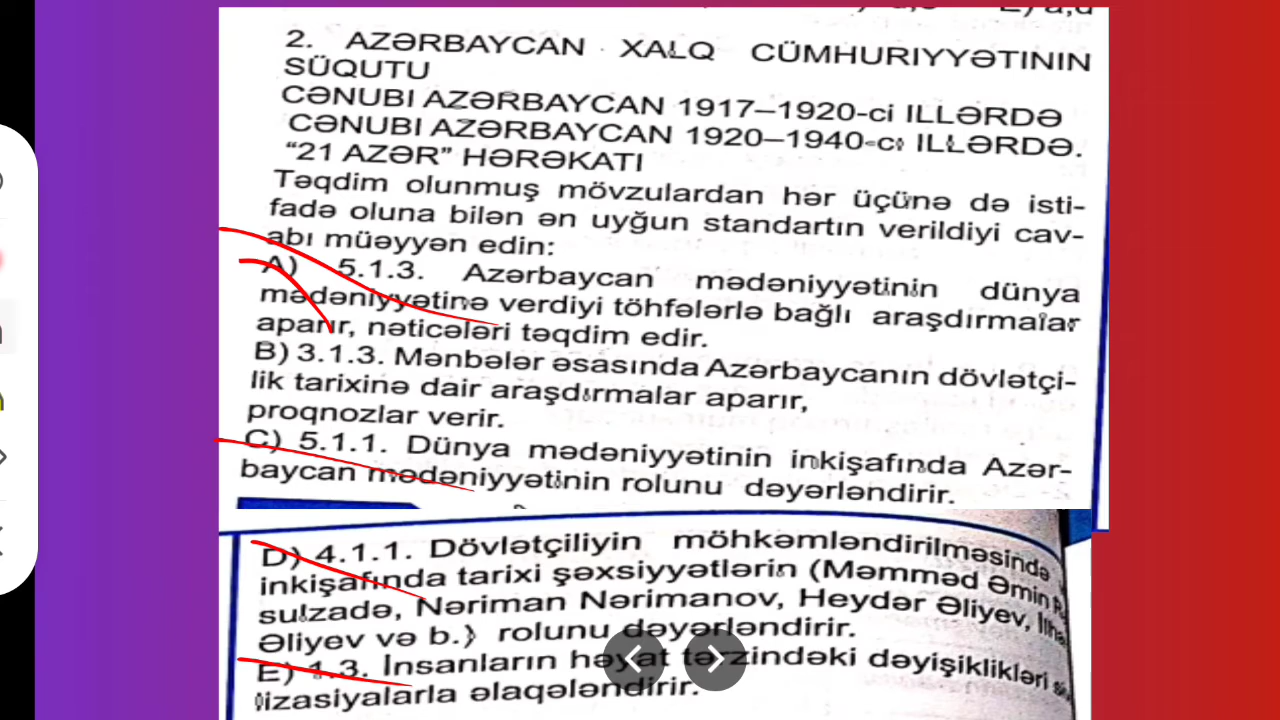 E) a,d
2. AZƏRBAYCAN XALQ CÜMHURIYYƏTININ
SÜQUTU
CƏNUBI AZƏRBAYCAN 1917–1920-ci ILLƏRDƏ
CƏNUBI AZƏRBAYCAN 1920–1940-cı ILLƏRDƏ.
“21 AZƏR” HƏRƏKATI
Təqdim olunmuş mövzulardan hər üçünə də isti-
fadə oluna bilən ən uyğun standartın verildiyi cav-
abı müəyyən edin:
A) 5.1.3. Azərbaycan mədəniyyətinin dünya
mədəniyyətinə verdiyi töhfələrlə bağlı araşdırmalar
aparır, nəticələri təqdim edir.
B) 3.1.3. Mənbələr əsasında Azərbaycanın dövlətçi-
lik tarixinə dair araşdırmalar aparır,
proqnozlar verir.
C) 5.1.1. Dünya mədəniyyətinin inkişafında Azər-
baycan mədəniyyətinin rolunu dəyərləndirir.
D) 4.1.1. Dövlətçiliyin möhkəmləndirilməsində
inkişafında tarixi şəxsiyyətlərin (Məmməd Əmin
sulzadə, Nəriman Nərimanov, Heydər Əliyev,
Əliyev və b.) rolunu dəyərləndirir.
E) 1.3. Insanların həyat tərzindəki dəyişiklikləri
əlaqələndirir.